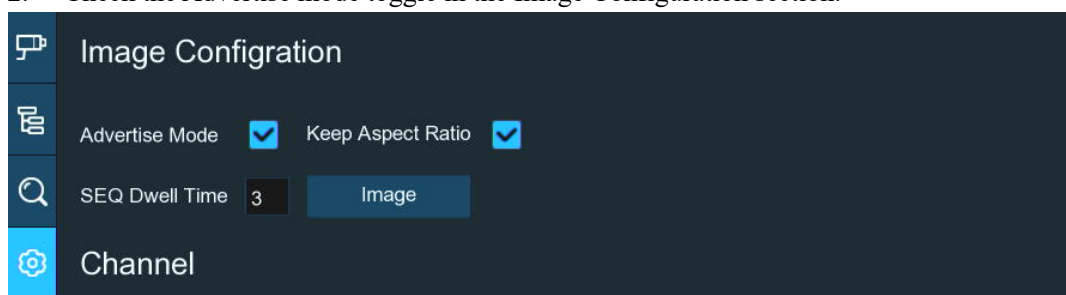 Image Configration
Advertise Mode Keep Aspect Ratio
SEQ Dwell Time 3 Image
Channel